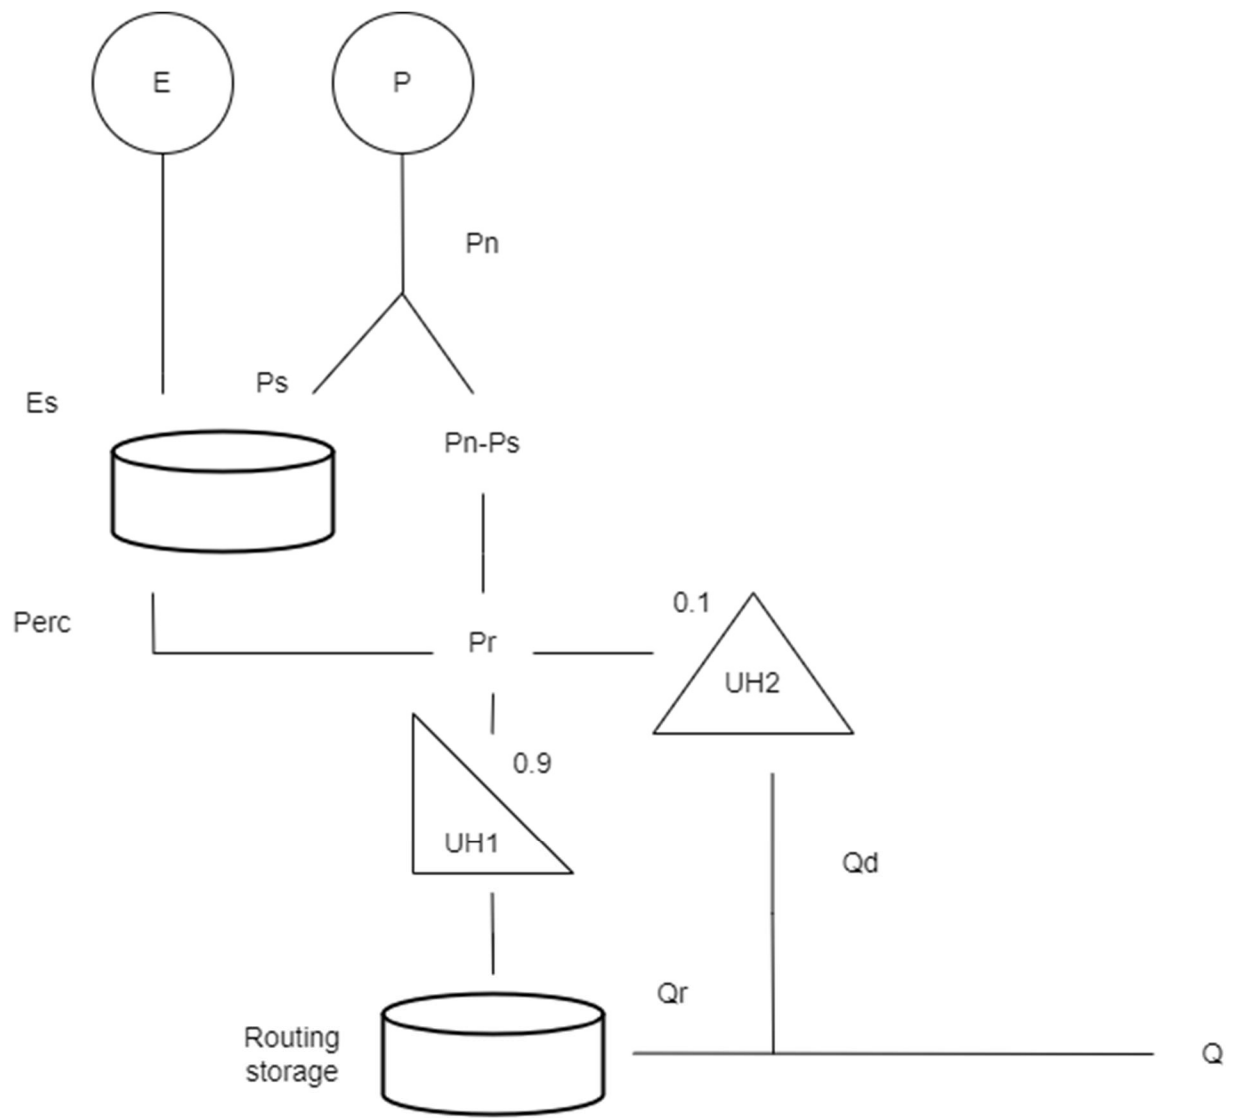 E
P
Pn
Ps
Es
Pn-Ps
0.1
Perc
Pr
UH2
0.9
UH1
Qd
Qr
Routing
storage
Q